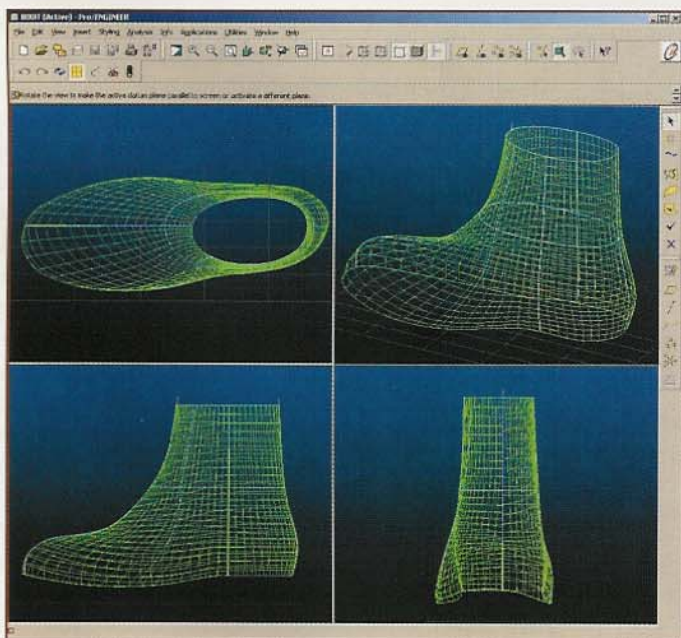 BOOT (Active) - Pro/ENGINEER
File Edit View Insert Styling Analysis Info Applications Utilities Window Help
Rotate the view to make the active datum plane parallel to screen or activate a different plane.